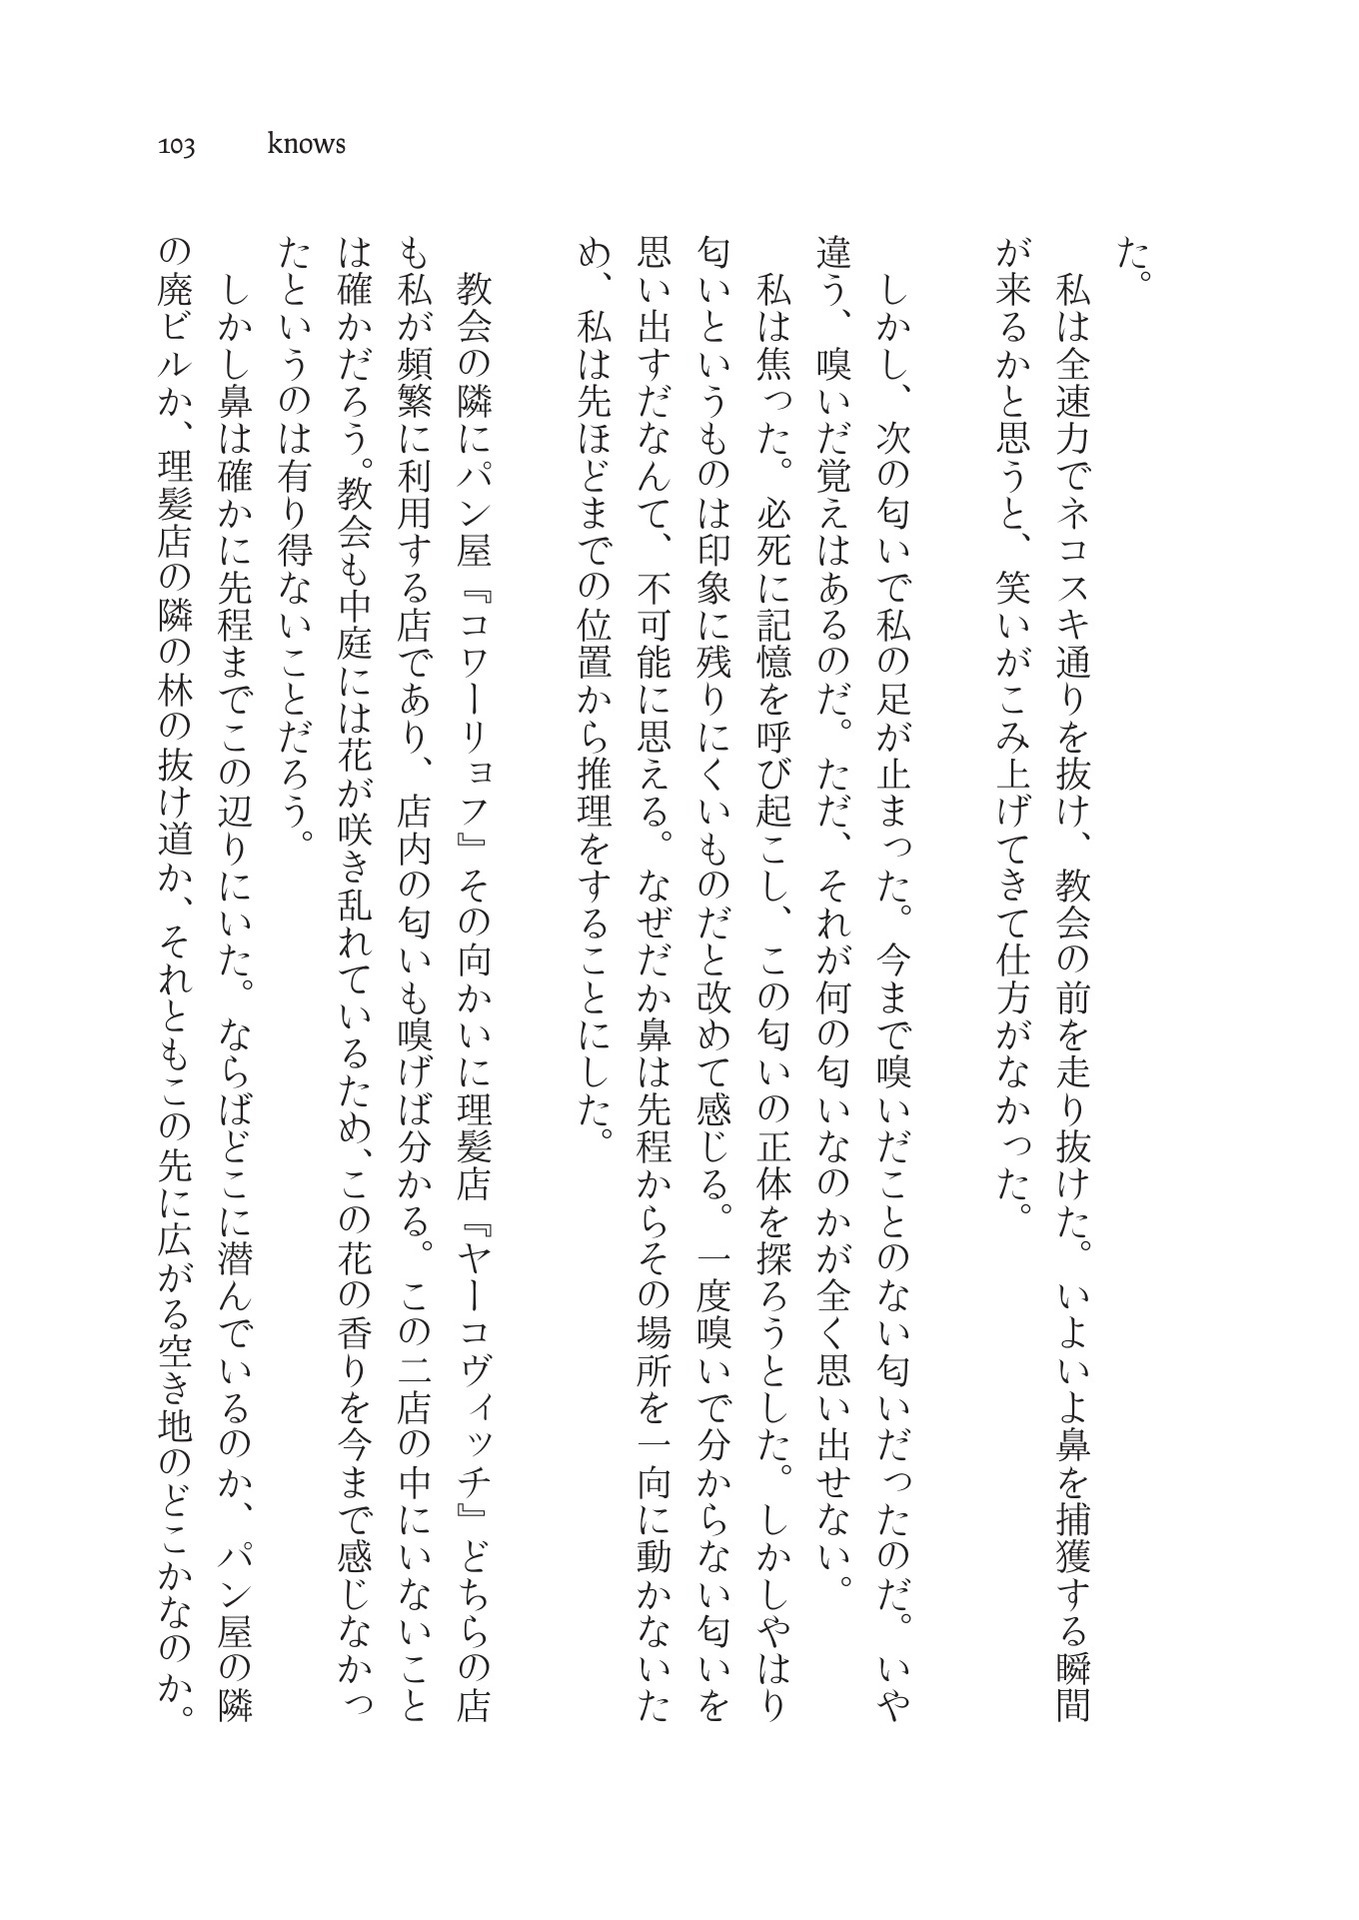 103 knows
た。
　私は全速力でネコスキ通りを抜け、教会の前を走り抜けた。いよいよ鼻を捕獲する瞬間
が来るかと思うと、笑いがこみ上げてきて仕方がなかった。
　しかし、次の匂いで私の足が止まった。今まで嗅いだことのない匂いだったのだ。いや
違う、嗅いだ覚えはあるのだ。ただ、それが何の匂いなのかが全く思い出せない。
　私は焦った。必死に記憶を呼び起こし、この匂いの正体を探ろうとした。しかしやはり
匂いというものは印象に残りにくいものだと改めて感じる。一度嗅いで分からない匂いを
思い出すだなんて、不可能に思える。なぜだか鼻は先程からその場所を一向に動かないた
め、私は先ほどまでの位置から推理をすることにした。
　教会の隣にパン屋『コワーリョフ』その向かいに理髪店『ヤーコヴィッチ』どちらの店
も私が頻繁に利用する店であり、店内の匂いも嗅げば分かる。この二店の中にいないこと
は確かだろう。教会も中庭には花が咲き乱れているため、この花の香りを今まで感じなかっ
たというのは有り得ないことだろう。
　しかし鼻は確かに先程までこの辺りにいた。ならばどこに潜んでいるのか、パン屋の隣
の廃ビルか、理髪店の隣の林の抜け道か、それともこの先に広がる空き地のどこかなのか。